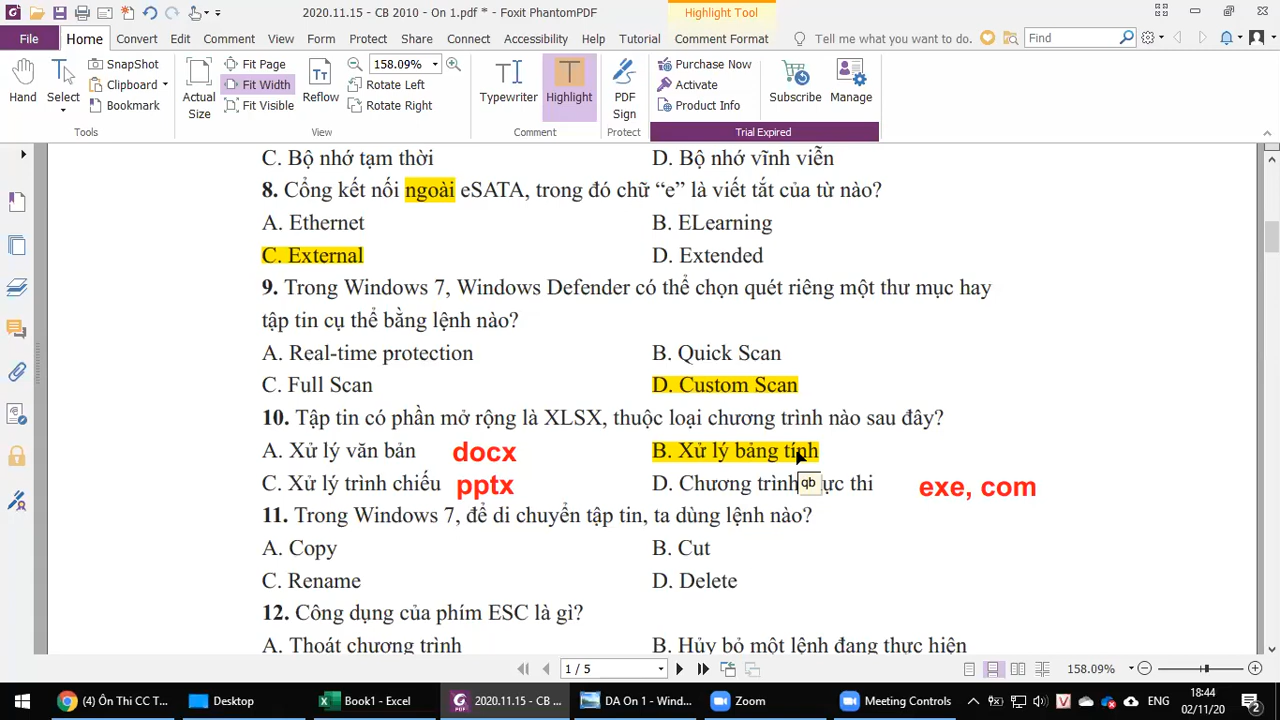 2020.11.15 - CB 2010 - On 1.pdf * - Foxit PhantomPDF
Highlight Tool
File Home Convert Edit Comment View Form Protect Share Connect Accessibility Help Tutorial Comment Format Tell me what you want to do. Find
Hand
Select
SnapShot
Clipboard
Bookmark
Tools
Actual Size
Fit Page
Fit Width
Fit Visible
Reflow
158.09%
Rotate Left
Rotate Right
View
Typewriter
Highlight
Comment
PDF Sign
Protect
Purchase Now
Activate
Product Info
Subscribe
Manage
Trial Expired
C. Bộ nhớ tạm thời D. Bộ nhớ vĩnh viễn
8. Cổng kết nối ngoài eSATA, trong đó chữ “e” là viết tắt của từ nào?
A. Ethernet B. ELearning
C. External D. Extended
9. Trong Windows 7, Windows Defender có thể chọn quét riêng một thư mục hay
tập tin cụ thể bằng lệnh nào?
A. Real-time protection B. Quick Scan
C. Full Scan D. Custom Scan
10. Tập tin có phần mở rộng là XLSX, thuộc loại chương trình nào sau đây?
A. Xử lý văn bản docx B. Xử lý bảng tính
C. Xử lý trình chiếu pptx D. Chương trình qb ực thi exe, com
11. Trong Windows 7, để di chuyển tập tin, ta dùng lệnh nào?
A. Copy B. Cut
C. Rename D. Delete
12. Công dụng của phím ESC là gì?
A. Thoát chương trình B. Hủy bỏ một lệnh đang thực hiện
1 / 5 158.09%
(4) Ôn Thi CC T... Desktop Book1 - Excel 2020.11.15 - CB ... DA On 1 - Wind... Zoom Meeting Controls V ENG 18:44
02/11/20